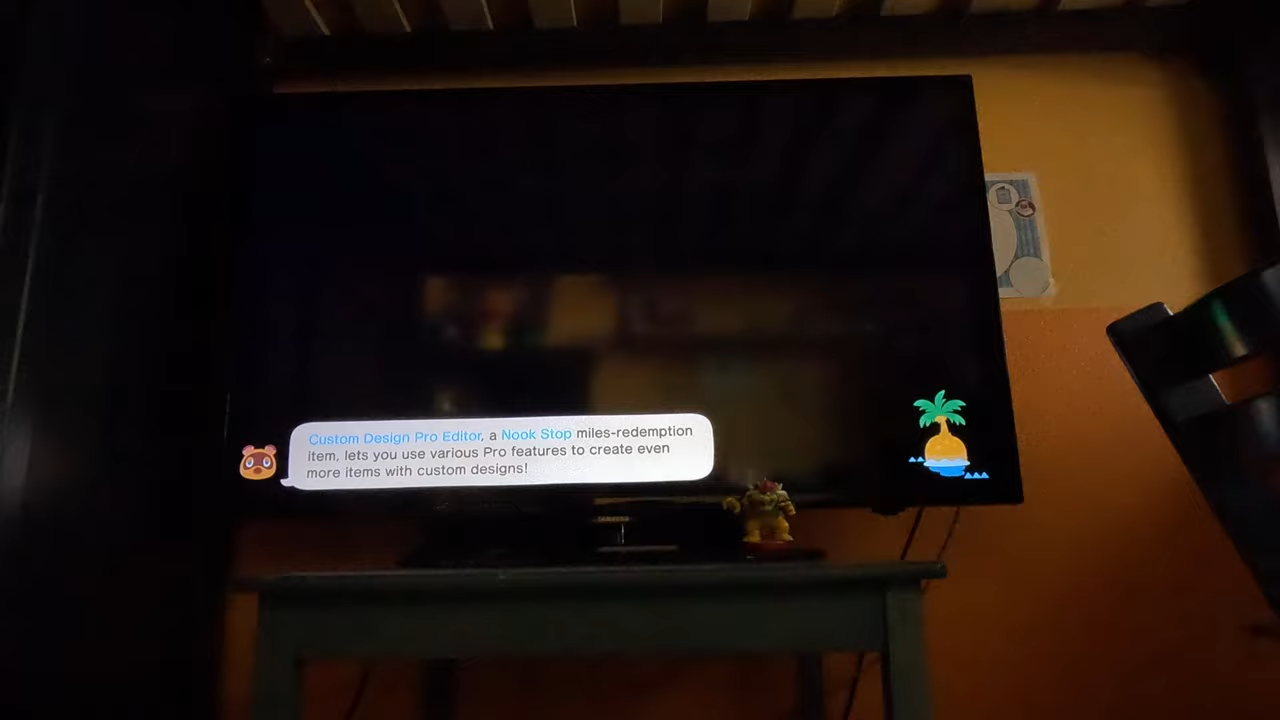 Custom Design Pro Editor, a Nook Stop miles-redemption
item, lets you use various Pro features to create even
more items with custom designs!
SAMSUNG